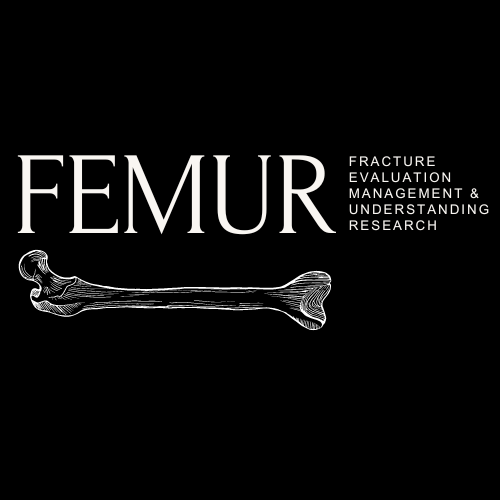 FEMUR
FRACTURE
EVALUATION
MANAGEMENT &
UNDERSTANDING
RESEARCH